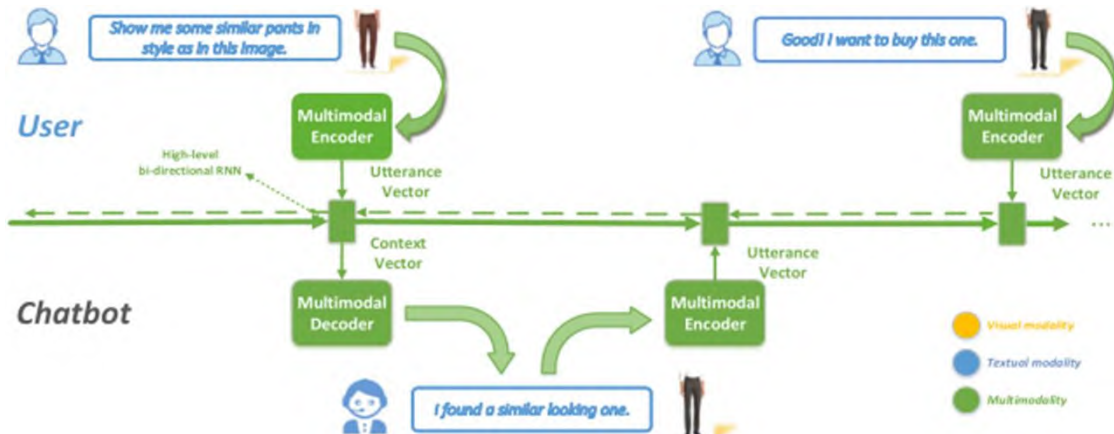 Show me some similar pants in
style as in this image.
Good! I want to buy this one.
User
Multimodal
Encoder
Multimodal
Encoder
High-level
bi-directional RNN
Utterance
Vector
Utterance
Vector
....
Context
Vector
Utterance
Vector
Chatbot
Multimodal
Decoder
Multimodal
Encoder
Visual modality
Textual modality
Multimodality
I found a similar looking one.